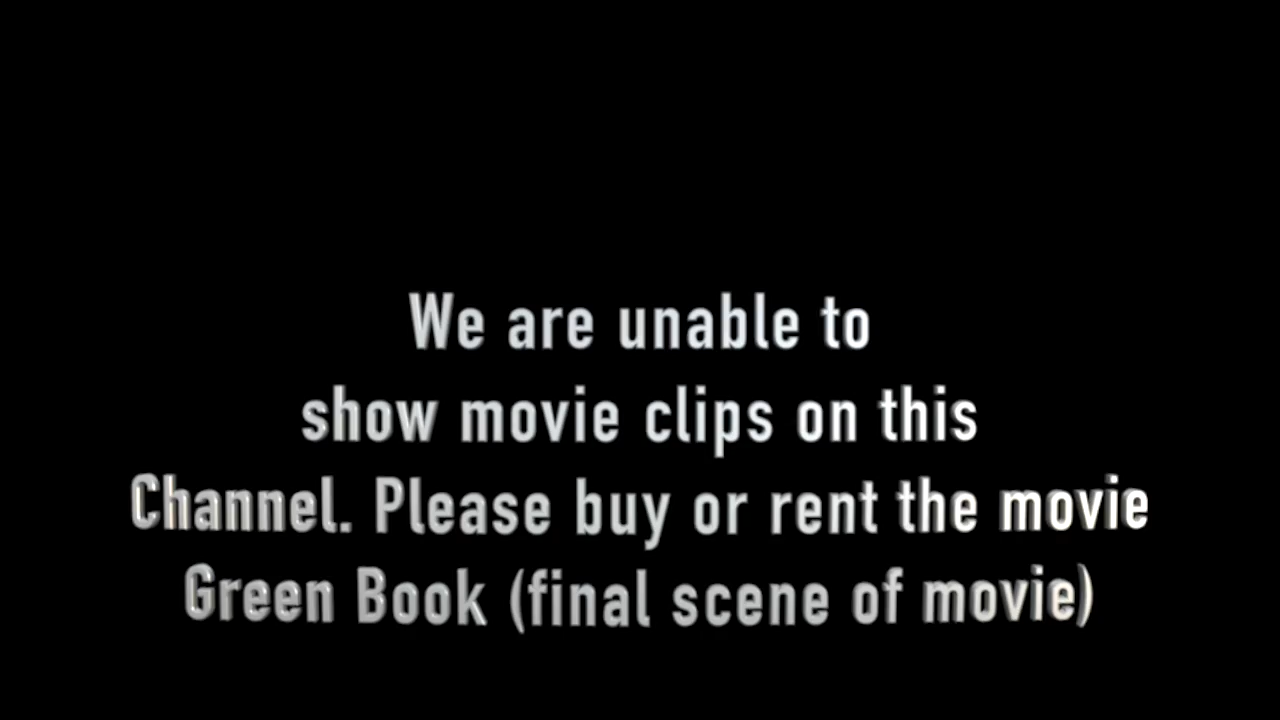 We are unable to
show movie clips on this
Channel. Please buy or rent the movie
Green Book (final scene of movie)